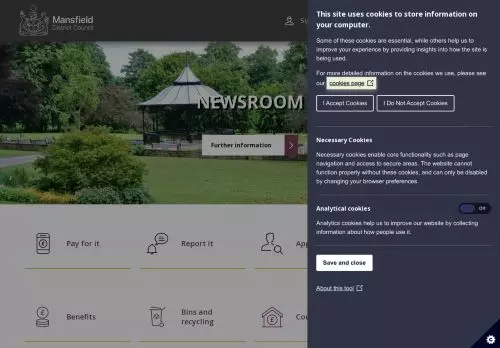 Mansfield
District Council
NEWSROOM
Further information
Pay for it
Report it
Benefits
Bins and
recycling
This site uses cookies to store information on
your computer.
Some of these cookies are essential, while others help us to
improve your experience by providing insights into how the site is
being used.
For more detailed information on the cookies we use, please see
our cookies page
I Accept Cookies
I Do Not Accept Cookies
Necessary Cookies
Necessary cookies enable core functionality such as page
navigation and access to secure areas. The website cannot
function properly without these cookies, and can only be disabled
by changing your browser preferences.
Analytical cookies
Off
Analytics cookies help us to improve our website by collecting
information about how people use it.
Save and close
About this tool